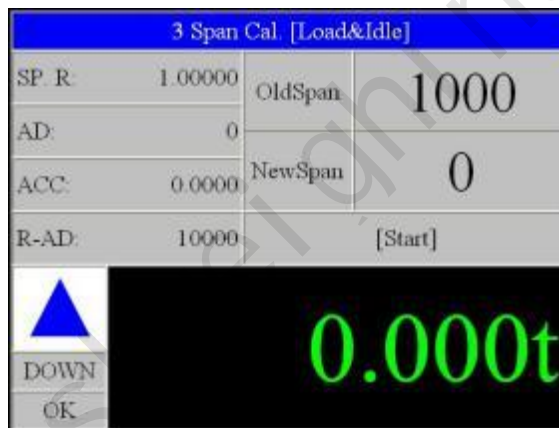 3 Span Cal. [Load&Idle]
SP. R: 1.00000
OldSpan 1000
AD: 0
ACC: 0.0000
NewSpan 0
R-AD: 10000
[Start]
0.000t
DOWN
OK